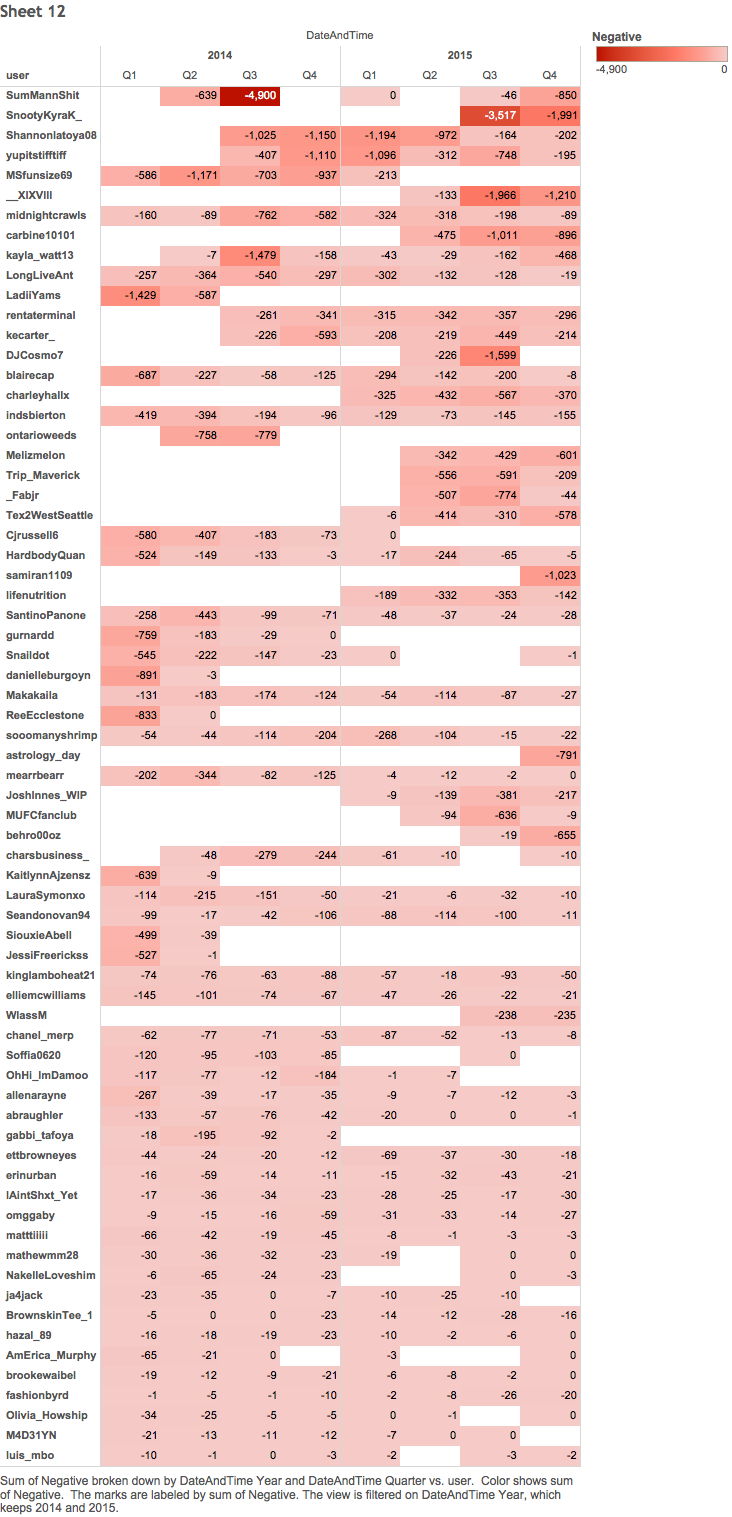 Sheet 12
DateAndTime
Negative
2014 2015
-4,900 0
user Q1 Q2 Q3 Q4 Q1 Q2 Q3 Q4
SumMannShit -639 -4,900 0 -46 -850
SnootyKyraK_ -3,517 -1,991
Shannonlatoya08 -1,025 -1,150 -1,194 -972 -164 -202
yupitstifftiff -407 -1,110 -1,096 -312 -748 -195
MSfunsize69 -586 -1,171 -703 -937 -213
__XIXVIII -133 -1,966 -1,210
midnightcrawls -160 -89 -762 -582 -324 -318 -198 -89
carbine10101 -475 -1,011 -896
kayla_watt13 -7 -1,479 -158 -43 -29 -162 -468
LongLiveAnt -257 -364 -540 -297 -302 -132 -128 -19
LadiiYams -1,429 -587
rentaterminal -261 -341 -315 -342 -357 -296
kecarter_ -226 -593 -208 -219 -449 -214
DJCosmo7 -226 -1,599
blairecap -687 -227 -58 -125 -294 -142 -200 -8
charleyhallx -325 -432 -567 -370
indsbierton -419 -394 -194 -96 -129 -73 -145 -155
ontarioweeds -758 -779
Melizmelon -342 -429 -601
Trip_Maverick -556 -591 -209
_Fabjr -507 -774 -44
Tex2WestSeattle -6 -414 -310 -578
Cjrussell6 -580 -407 -183 -73 0
HardbodyQuan -524 -149 -133 -3 -17 -244 -65 -5
samiran1109 -1,023
lifenutrition -189 -332 -353 -142
SantinoPanone -258 -443 -99 -71 -48 -37 -24 -28
gurnardd -759 -183 -29 0
Snaildot -545 -222 -147 -23 0 -1
danielleburgoyn -891 -3
Makakaila -131 -183 -174 -124 -54 -114 -87 -27
ReeEcclestone -833 0
sooomanyshrimp -54 -44 -114 -204 -268 -104 -15 -22
astrology_day -791
mearrbearr -202 -344 -82 -125 -4 -12 -2 0
JoshInnes_WIP -9 -139 -381 -217
MUFCfanclub -94 -636 -9
behro00oz -19 -655
charsbusiness_ -48 -279 -244 -61 -10 -10
KaitlynnAjzensz -639 -9
LauraSymonxo -114 -215 -151 -50 -21 -6 -32 -10
Seandonovan94 -99 -17 -42 -106 -88 -114 -100 -11
SiouxieAbell -499 -39
JessiFreerickss -527 -1
kinglamboheat21 -74 -76 -63 -88 -57 -18 -93 -50
elliemcwilliams -145 -101 -74 -67 -47 -26 -22 -21
WlassM -238 -235
chanel_merp -62 -77 -71 -53 -87 -52 -13 -8
Soffia0620 -120 -95 -103 -85 0
OhHi_ImDamoo -117 -77 -12 -184 -1 -7
allenarayne -267 -39 -17 -35 -9 -7 -12 -3
abraughler -133 -57 -76 -42 -20 0 0 -1
gabbi_tafoya -18 -195 -92 -2
ettbrowneyes -44 -24 -20 -12 -69 -37 -30 -18
erinurban -16 -59 -14 -11 -15 -32 -43 -21
IAintShxt_Yet -17 -36 -34 -23 -28 -25 -17 -30
omggaby -9 -15 -16 -59 -31 -33 -14 -27
matttiiiii -66 -42 -19 -45 -8 -1 -3 -3
mathewmm28 -30 -36 -32 -23 -19 0 0
NakelleLoveshim -6 -65 -24 -23 0 -3
ja4jack -23 -35 0 -7 -10 -25 -10
BrownskinTee_1 -5 0 0 -23 -14 -12 -28 -16
hazal_89 -16 -18 -19 -23 -10 -2 -6 0
AmErica_Murphy -65 -21 0 -3 0
brookewaibel -19 -12 -9 -21 -6 -8 -2 0
fashionbyrd -1 -5 -1 -10 -2 -8 -26 -20
Olivia_Howship -34 -25 -5 -5 0 -1 0
M4D31YN -21 -13 -11 -12 -7 0 0
luis_mbo -10 -1 0 -3 -2 -3 -2
Sum of Negative broken down by DateAndTime Year and DateAndTime Quarter vs. user. Color shows sum
of Negative. The marks are labeled by sum of Negative. The view is filtered on DateAndTime Year, which
keeps 2014 and 2015.